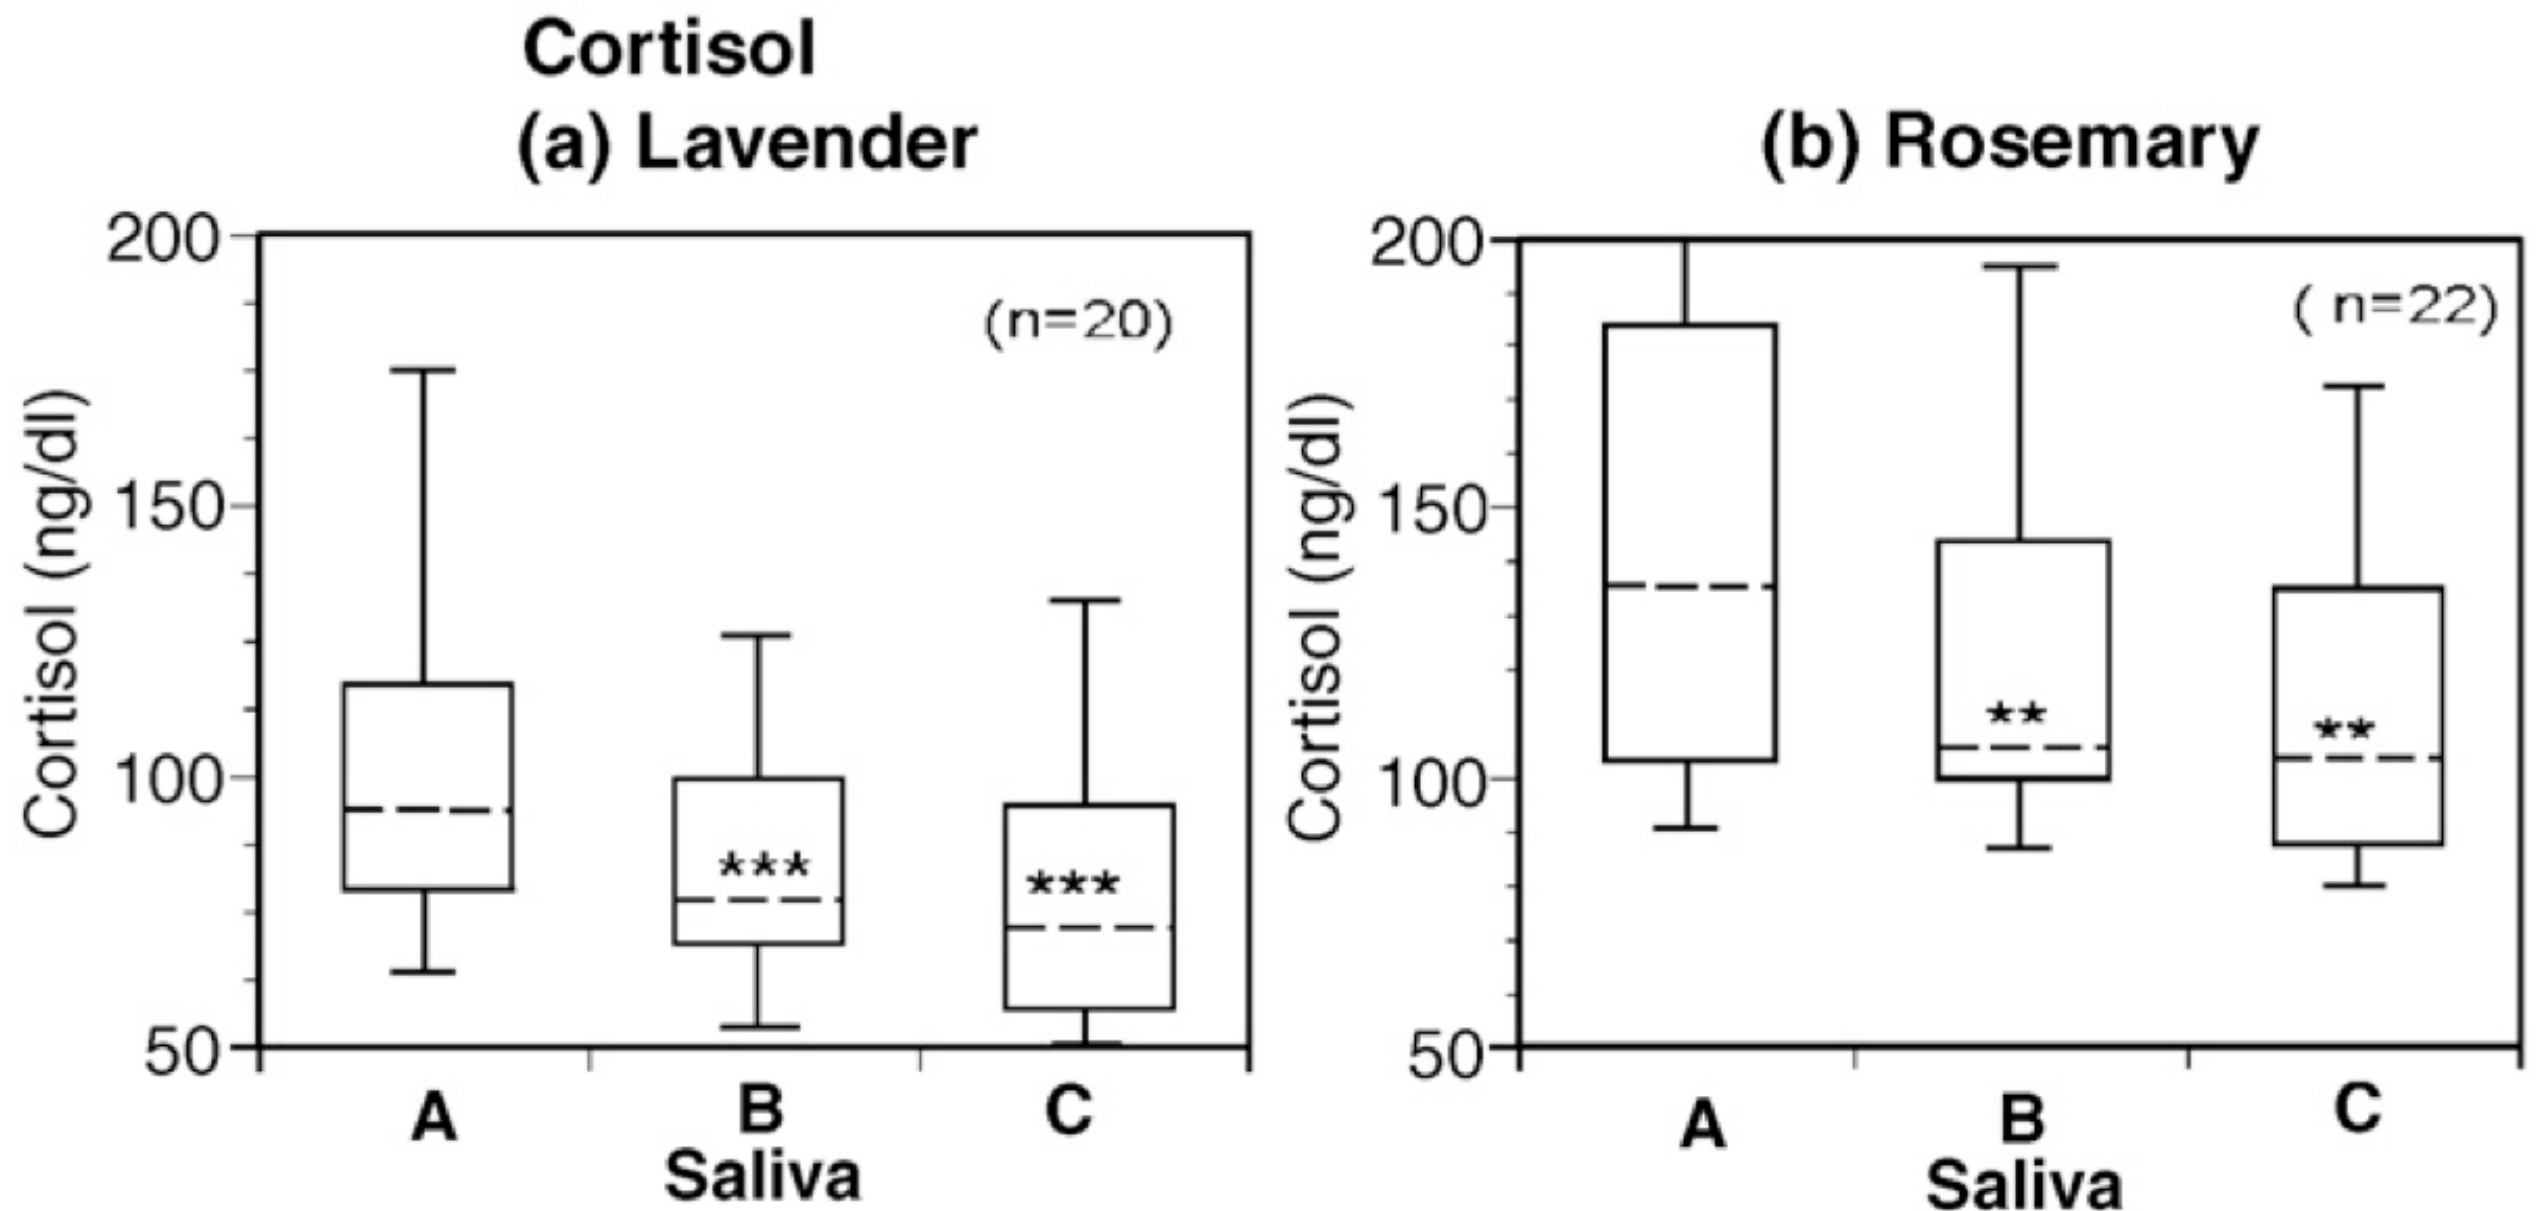 Cortisol
(a) Lavender
200
150
100
50
Cortisol (ng/dl)
(n=20)
***
***
A B C
Saliva
(b) Rosemary
200
150
100
50
Cortisol (ng/dl)
( n=22)
**
**
A B C
Saliva